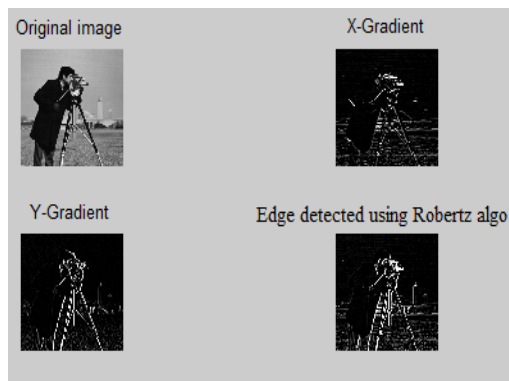 Original image
X-Gradient
Y-Gradient
Edge detected using Robertz algo